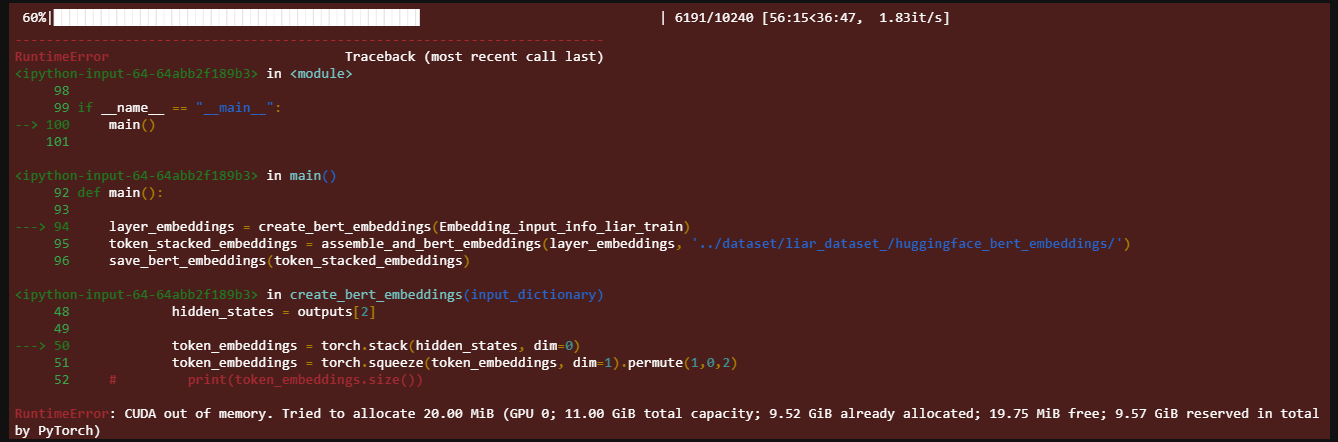 60%| | 6191/10240 [56:15<36:47, 1.83it/s]
---------------------------------------------------------------------------
RuntimeError Traceback (most recent call last)
<ipython-input-64-64abb2f189b3> in <module>
98
99 if __name__ == "__main__":
--> 100 main()
101
<ipython-input-64-64abb2f189b3> in main()
92 def main():
93
---> 94 layer_embeddings = create_bert_embeddings(Embedding_input_info_liar_train)
95 token_stacked_embeddings = assemble_and_bert_embeddings(layer_embeddings, '../dataset/liar_dataset_/huggingface_bert_embeddings/')
96 save_bert_embeddings(token_stacked_embeddings)
<ipython-input-64-64abb2f189b3> in create_bert_embeddings(input_dictionary)
48 hidden_states = outputs[2]
49
---> 50 token_embeddings = torch.stack(hidden_states, dim=0)
51 token_embeddings = torch.squeeze(token_embeddings, dim=1).permute(1,0,2)
52 # print(token_embeddings.size())
RuntimeError: CUDA out of memory. Tried to allocate 20.00 MiB (GPU 0; 11.00 GiB total capacity; 9.52 GiB already allocated; 19.75 MiB free; 9.57 GiB reserved in total
by PyTorch)